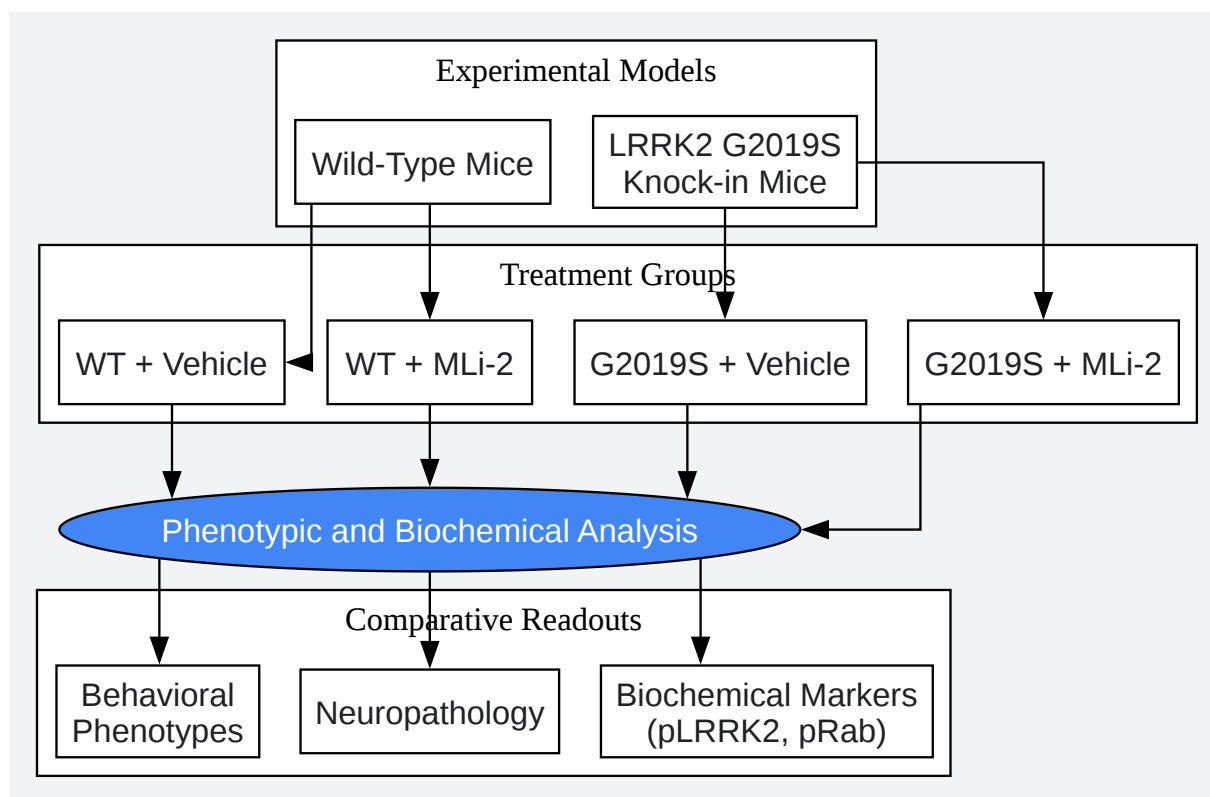 Experimental Models
Wild-Type Mice
LRRK2 G2019S
Knock-in Mice
Treatment Groups
WT + Vehicle
WT + MLi-2
G2019S + Vehicle
G2019S + MLi-2
Phenotypic and Biochemical Analysis
Comparative Readouts
Behavioral
Phenotypes
Neuropathology
Biochemical Markers
(pLRRK2, pRab)